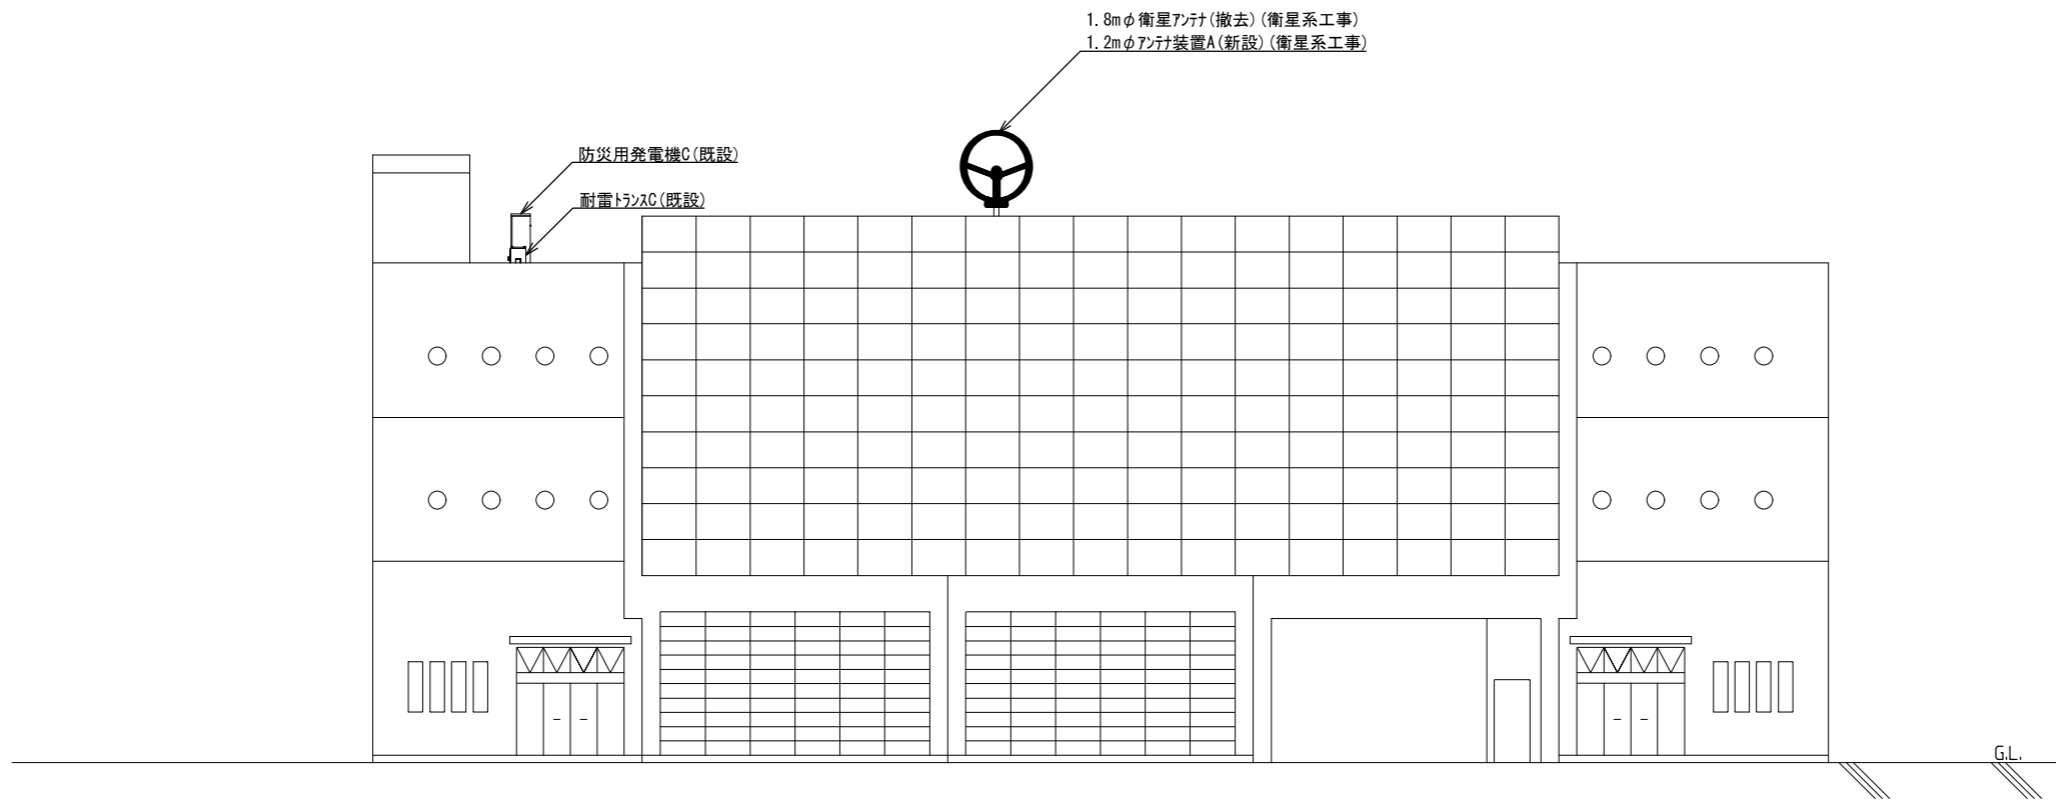 1.8mφ衛星ｱﾝﾃﾅ(撤去)(衛星系工事)
1.2mφｱﾝﾃﾅ装置A(新設)(衛星系工事)
防災用発電機C(既設)
耐雷ﾄﾗﾝｽC(既設)
G.L.